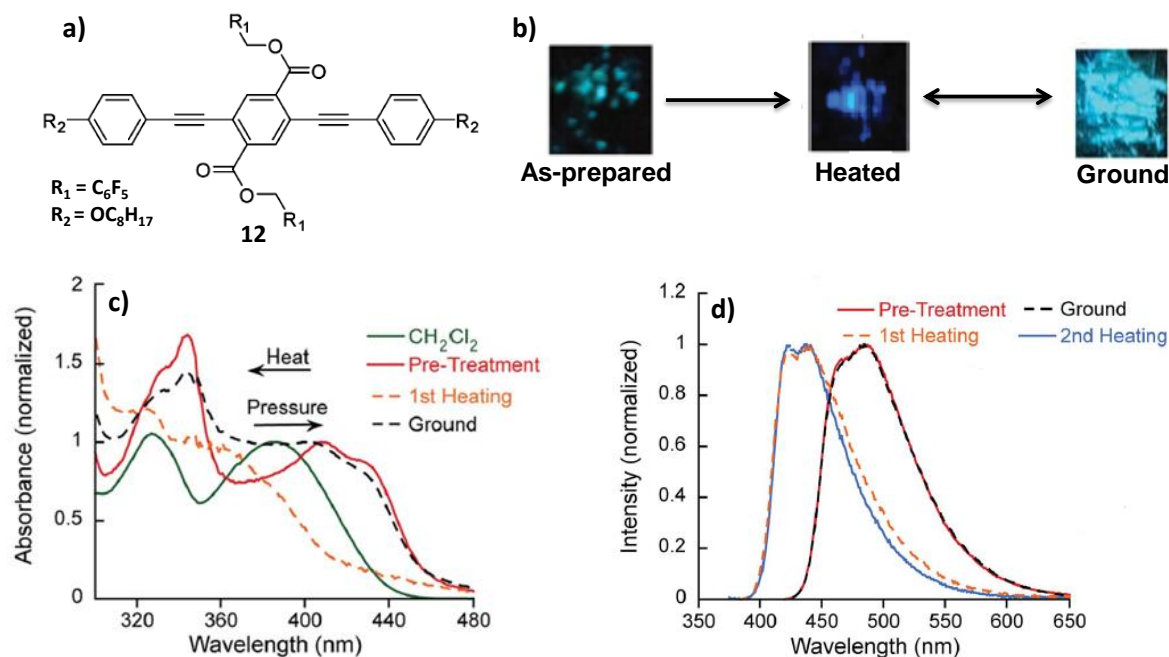 a)
R1
O
O
R2
R2
O
O
R1
R1 = C6F5
R2 = OC8H17
12
b)
As-prepared
Heated
Ground
c)
Absorbance (normalized)
2
1.5
1
0.5
0
320
360
400
440
480
Wavelength (nm)
Heat
Pressure
CH2Cl2
Pre-Treatment
1st Heating
Ground
d)
Intensity (normalized)
1.2
1
0.8
0.6
0.4
0.2
0
350
400
450
500
550
600
650
Wavelength (nm)
Pre-Treatment
Ground
1st Heating
2nd Heating